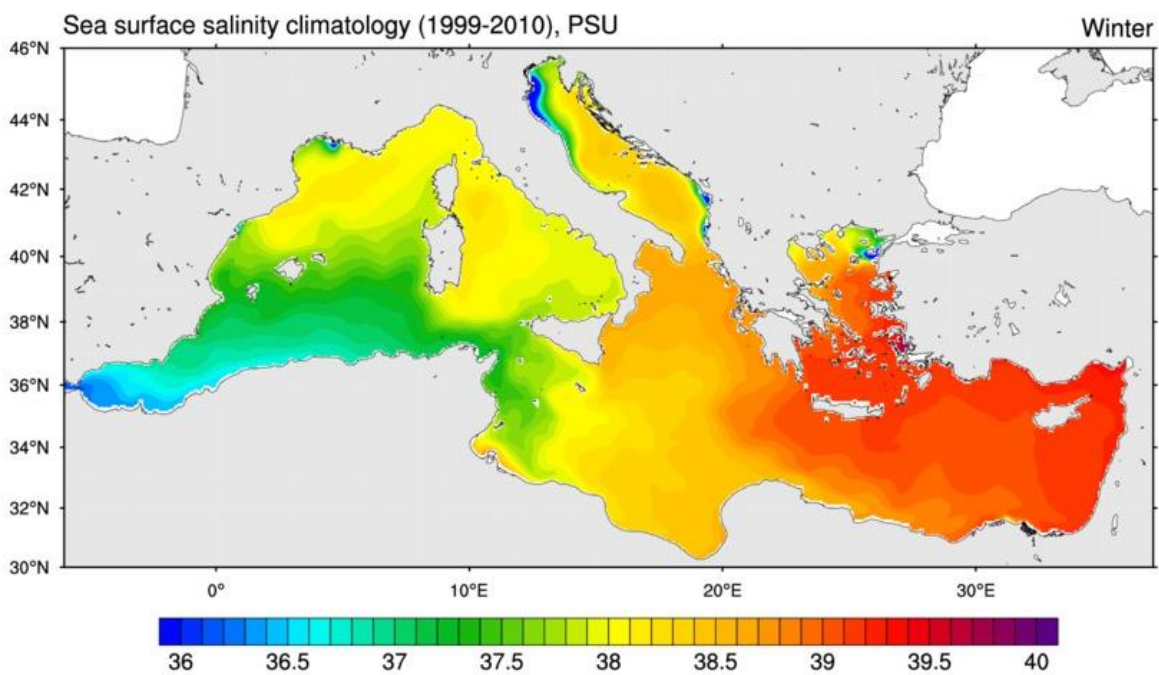 Sea surface salinity climatology (1999-2010), PSU Winter
46°N
44°N
42°N
40°N
38°N
36°N
34°N
32°N
30°N
0° 10°E 20°E 30°E
36 36.5 37 37.5 38 38.5 39 39.5 40